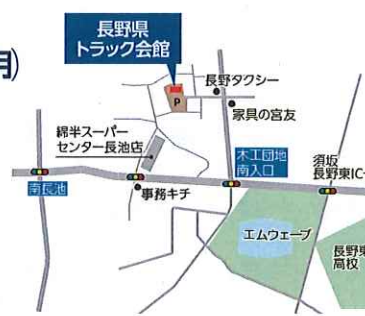 月)
長野県
トラック会館
P
長野タクシー
家具の宮友
綿半スーパー
センター長池店
木工団地
南入口
須坂
長野東IC
南長池
事務キチ
エムウェーブ
長野東
高校